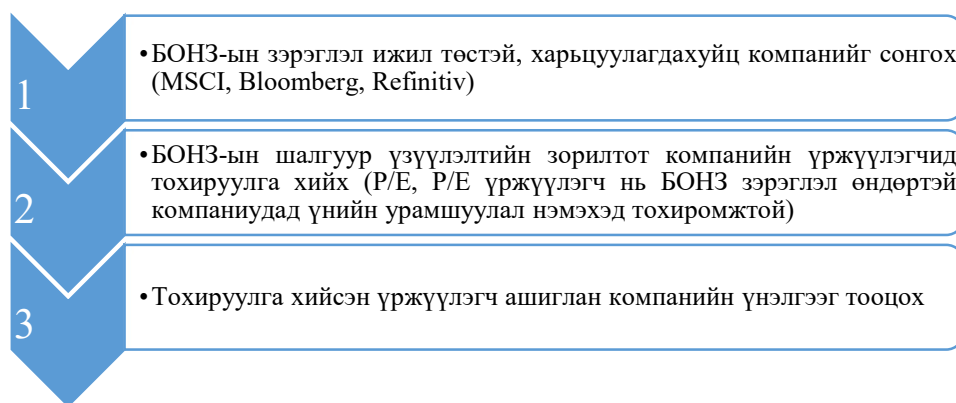 1
•БОНЗ-ын зэрэглэл ижил төстэй, харьцуулагдахуйц компанийг сонгох
(MSCI, Bloomberg, Refinitiv)
2
•БОНЗ-ын шалгуур үзүүлэлтийн зорилтот компанийн үржүүлэгчид
тохируулга хийх (P/E, P/E үржүүлэгч нь БОНЗ зэрэглэл өндөртэй
компаниудад үнийн урамшуулал нэмэхэд тохиромжтой)
3
•Тохируулга хийсэн үржүүлэгч ашиглан компанийн үнэлгээг тооцох